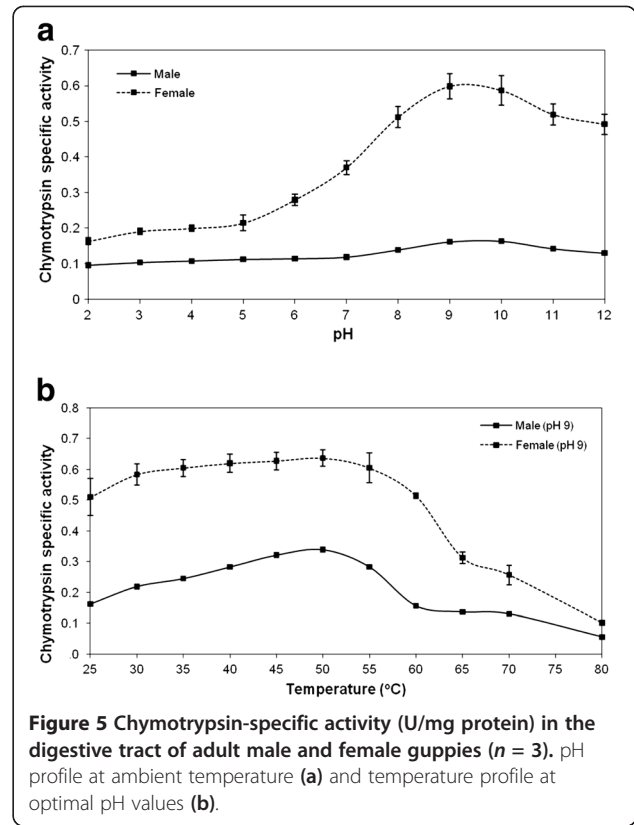 a
0.7
0.6
0.5
0.4
0.3
0.2
0.1
0
Chymotrypsin specific activity
Male
Female
2 3 4 5 6 7 8 9 10 11 12
pH
b
0.8
0.7
0.6
0.5
0.4
0.3
0.2
0.1
.0
Chymotrypsin specific activity
Male (pH 9)
Female (pH 9)
25 30 35 40 45 50 55 60 65 70 75 80
Temperature (ºC)
Figure 5 Chymotrypsin-specific activity (U/mg protein) in the
digestive tract of adult male and female guppies (n = 3). pH
profile at ambient temperature (a) and temperature profile at
optimal pH values (b).